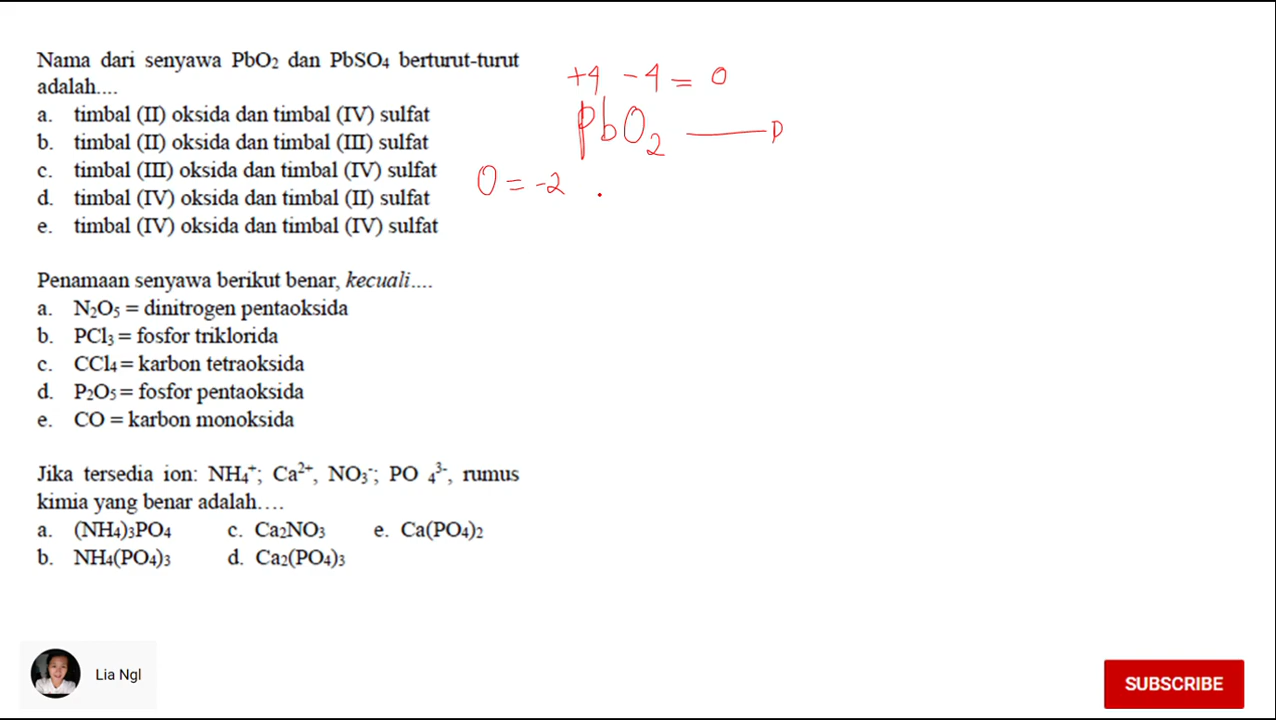 Nama dari senyawa PbO₂ dan PbSO₄ berturut-turut
adalah....
a. timbal (II) oksida dan timbal (IV) sulfat
b. timbal (II) oksida dan timbal (III) sulfat
c. timbal (III) oksida dan timbal (IV) sulfat
d. timbal (IV) oksida dan timbal (II) sulfat
e. timbal (IV) oksida dan timbal (IV) sulfat
Penamaan senyawa berikut benar, kecuali....
a. N₂O₅ = dinitrogen pentaoksida
b. PCl₃ = fosfor triklorida
c. CCl₄ = karbon tetraoksida
d. P₂O₅ = fosfor pentaoksida
e. CO = karbon monoksida
Jika tersedia ion: NH₄⁺; Ca²⁺, NO₃⁻; PO ₄³⁻, rumus
kimia yang benar adalah....
a. (NH₄)₃PO₄ c. Ca₂NO₃ e. Ca(PO₄)₂
b. NH₄(PO₄)₃ d. Ca₂(PO₄)₃
+4 -4 = 0
PbO₂
O = -2
Lia Ngl
SUBSCRIBE